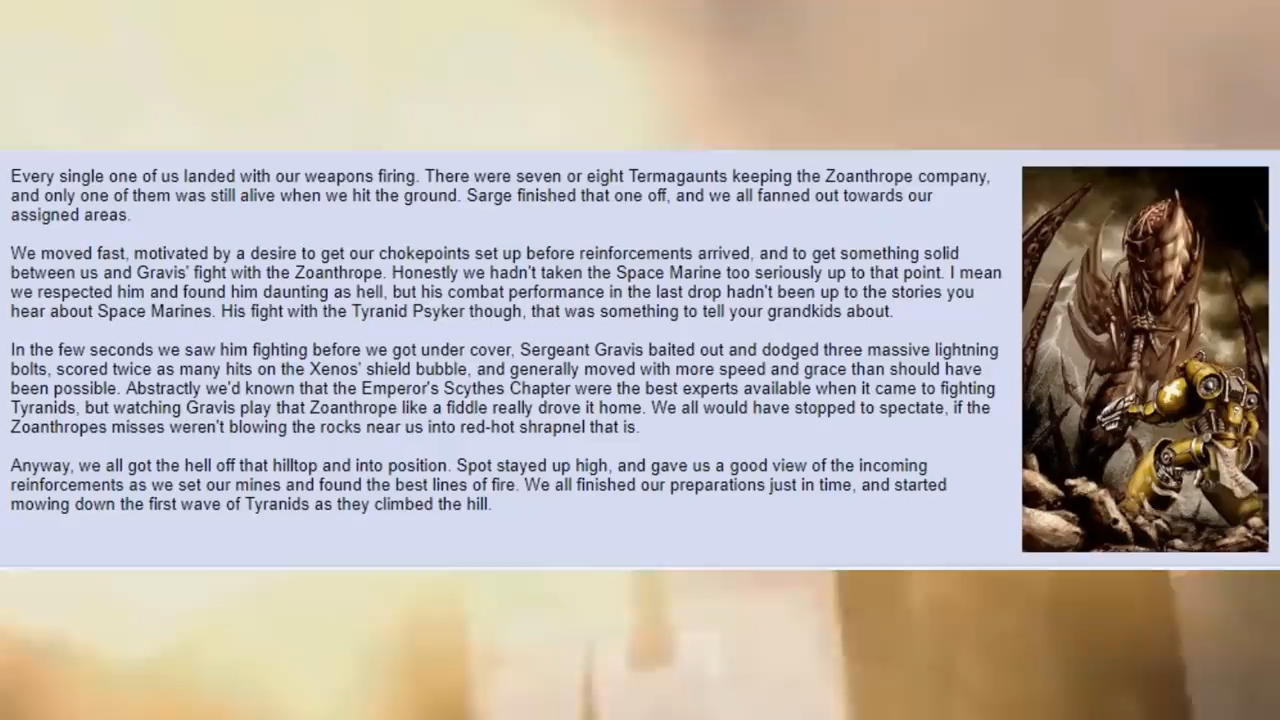 Every single one of us landed with our weapons firing. There were seven or eight Termagaunts keeping the Zoanthrope company,
and only one of them was still alive when we hit the ground. Sarge finished that one off, and we all fanned out towards our
assigned areas.
We moved fast, motivated by a desire to get our chokepoints set up before reinforcements arrived, and to get something solid
between us and Gravis' fight with the Zoanthrope. Honestly we hadn't taken the Space Marine too seriously up to that point. I mean
we respected him and found him daunting as hell, but his combat performance in the last drop hadn't been up to the stories you
hear about Space Marines. His fight with the Tyranid Psyker though, that was something to tell your grandkids about.
In the few seconds we saw him fighting before we got under cover, Sergeant Gravis baited out and dodged three massive lightning
bolts, scored twice as many hits on the Xenos' shield bubble, and generally moved with more speed and grace than should have
been possible. Abstractly we'd known that the Emperor's Scythes Chapter were the best experts available when it came to fighting
Tyranids, but watching Gravis play that Zoanthrope like a fiddle really drove it home. We all would have stopped to spectate, if the
Zoanthropes misses weren't blowing the rocks near us into red-hot shrapnel that is.
Anyway, we all got the hell off that hilltop and into position. Spot stayed up high, and gave us a good view of the incoming
reinforcements as we set our mines and found the best lines of fire. We all finished our preparations just in time, and started
mowing down the first wave of Tyranids as they climbed the hill.